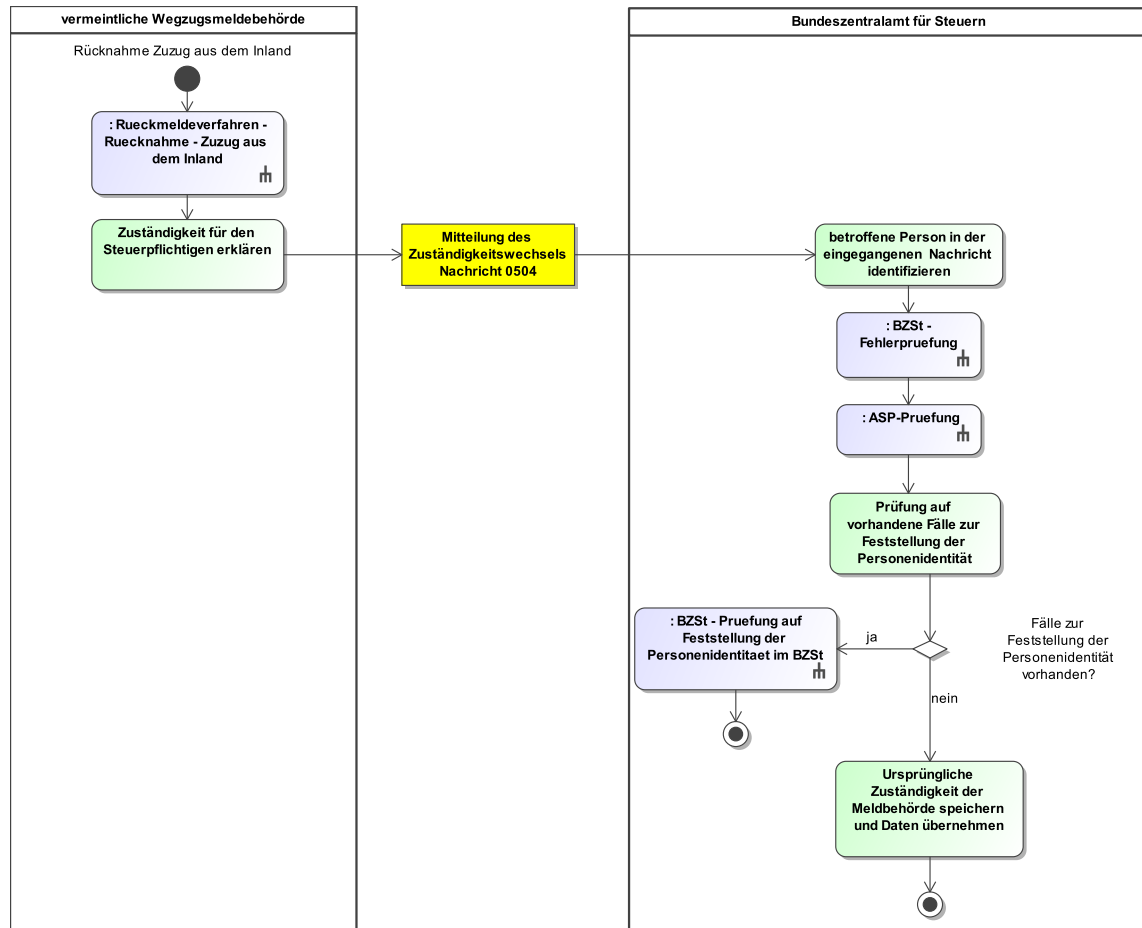 vermeintliche Wegzugsmeldebehörde
Bundeszentralamt für Steuern
Rücknahme Zuzug aus dem Inland
: Rueckmeldeverfahren -
Ruecknahme - Zuzug aus
dem Inland
Zuständigkeit für den
Steuerpflichtigen erklären
Mitteilung des
Zuständigkeitswechsels
Nachricht 0504
betroffene Person in der
eingegangenen Nachricht
identifizieren
: BZSt -
Fehlerpruefung
: ASP-Pruefung
Prüfung auf
vorhandene Fälle zur
Feststellung der
Personenidentität
: BZSt - Pruefung auf
Feststellung der
Personenidentitaet im BZSt
ja
Fälle zur
Feststellung der
Personenidentität
vorhanden?
nein
Ursprüngliche
Zuständigkeit der
Meldbehörde speichern
und Daten übernehmen